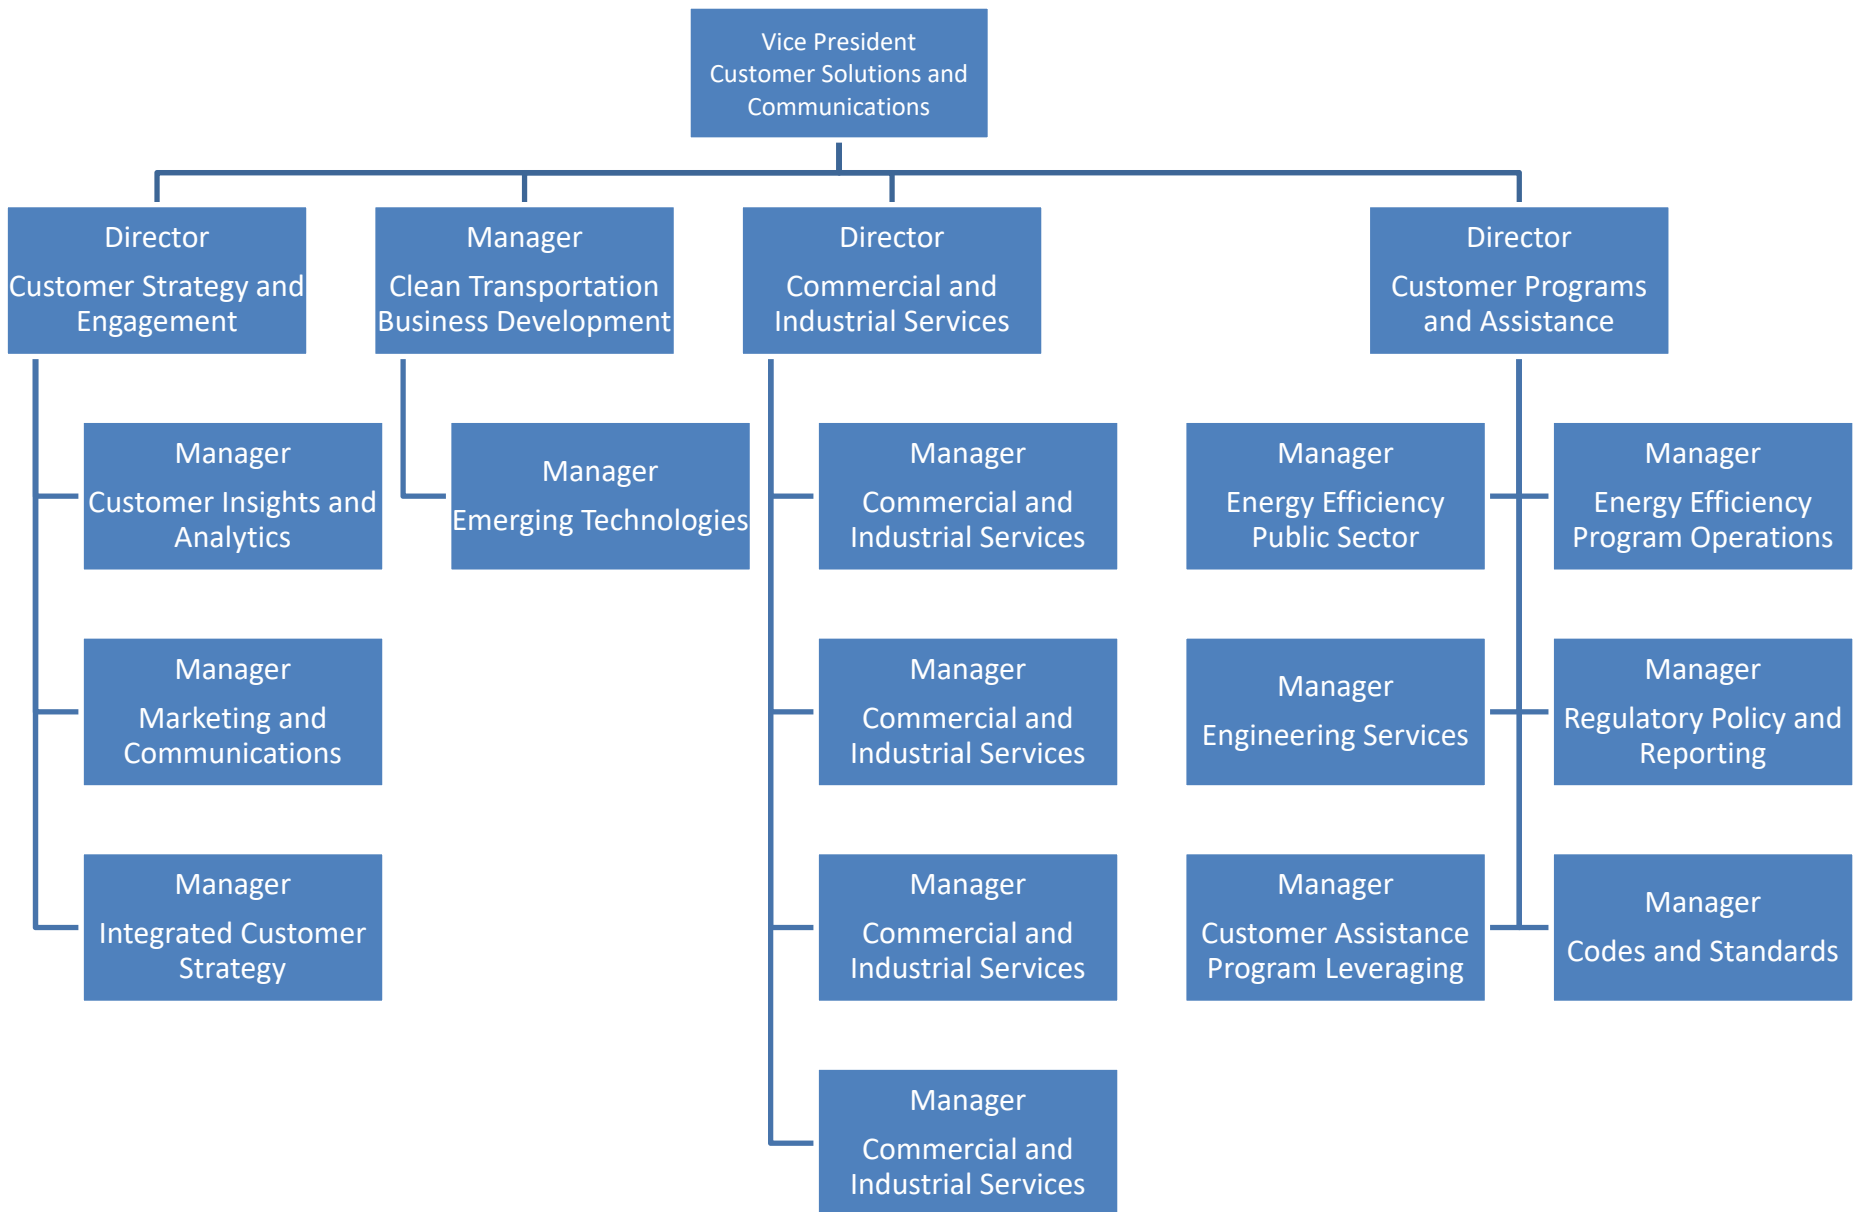 Vice President
Customer Solutions and
Communications
Director
Customer Strategy and
Engagement
Manager
Clean Transportation
Business Development
Director
Commercial and
Industrial Services
Director
Customer Programs
and Assistance
Manager
Customer Insights and
Analytics
Manager
Marketing and
Communications
Manager
Integrated Customer
Strategy
Manager
Emerging Technologies
Manager
Commercial and
Industrial Services
Manager
Commercial and
Industrial Services
Manager
Commercial and
Industrial Services
Manager
Commercial and
Industrial Services
Manager
Energy Efficiency
Public Sector
Manager
Energy Efficiency
Program Operations
Manager
Engineering Services
Manager
Regulatory Policy and
Reporting
Manager
Customer Assistance
Program Leveraging
Manager
Codes and Standards